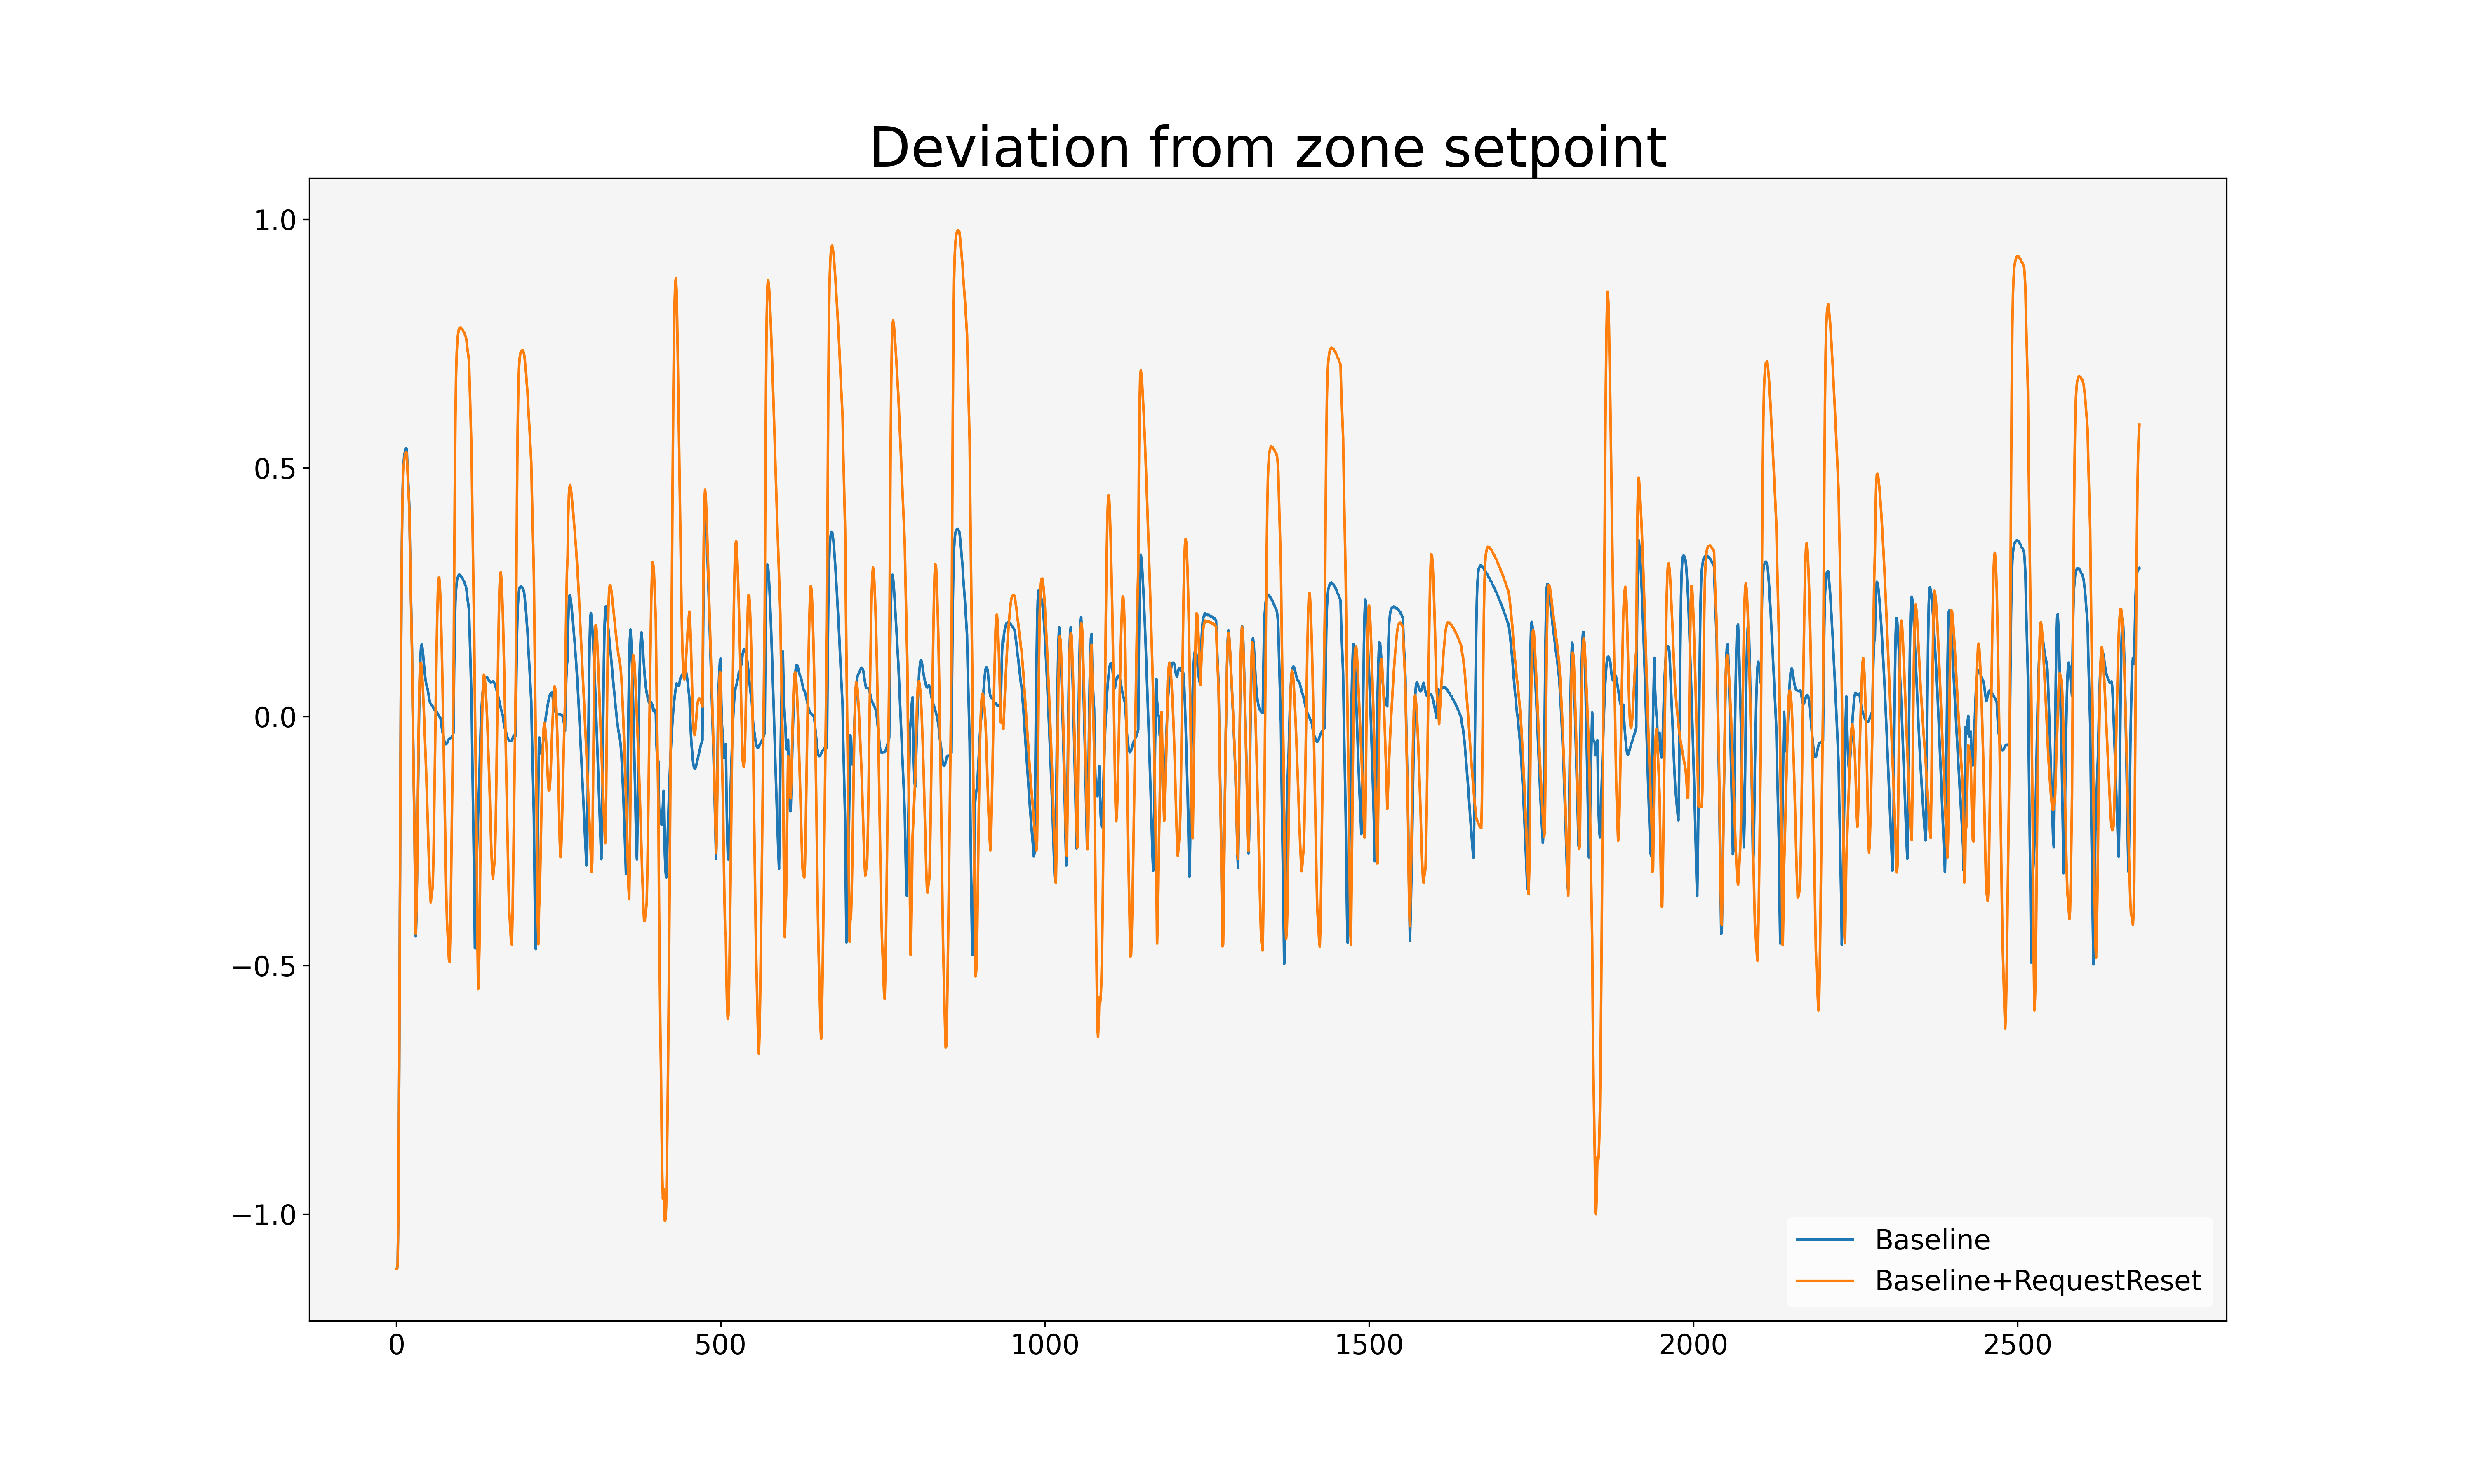 Deviation from zone setpoint
1.0
0.5
0.0
−0.5
−1.0
0 500 1000 1500 2000 2500
Baseline
Baseline+RequestReset